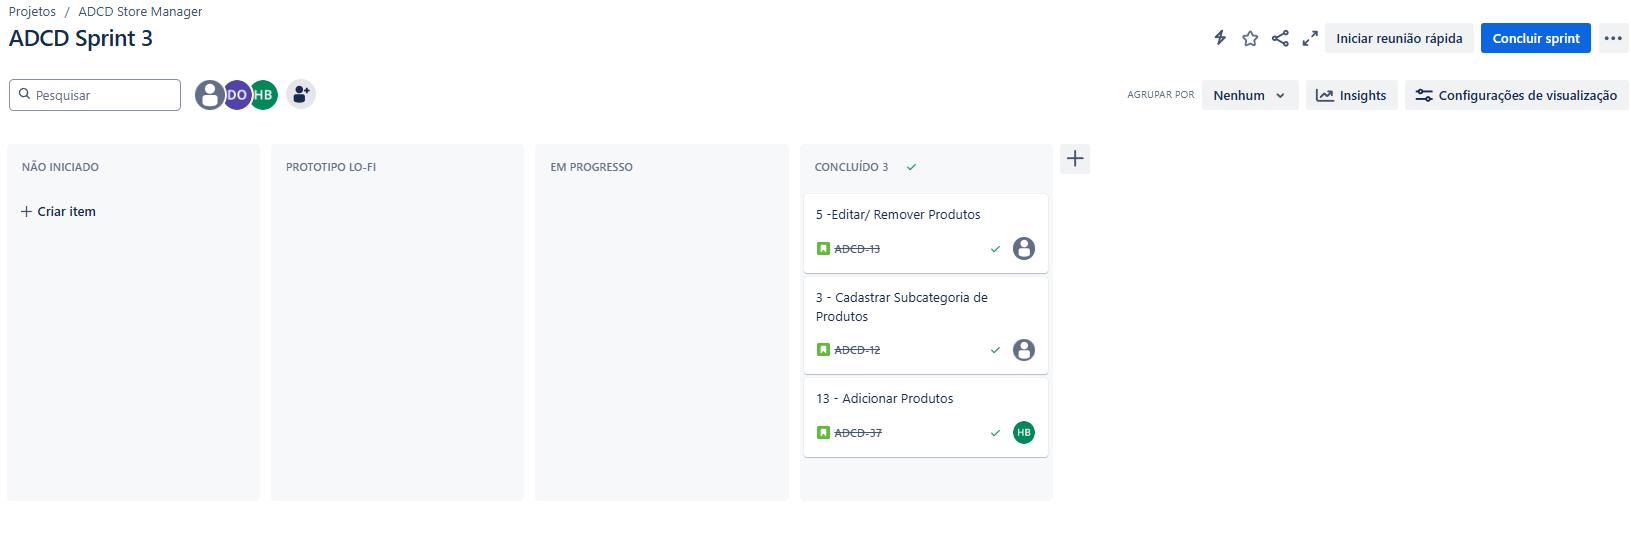 Projetos / ADCD Store Manager
ADCD Sprint 3
Iniciar reunião rápida
Concluir sprint
Pesquisar
DO
HB
AGRUPAR POR
Nenhum
Insights
Configurações de visualização
NÃO INICIADO
Criar item
PROTOTIPO LO-FI
EM PROGRESSO
CONCLUÍDO 3
5 -Editar/ Remover Produtos
ADCD-13
3 - Cadastrar Subcategoria de
Produtos
ADCD-12
13 - Adicionar Produtos
ADCD-37
HB